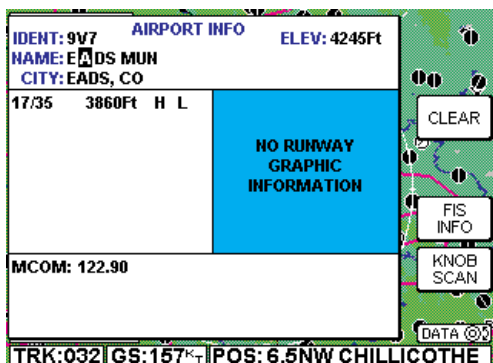 AIRPORT INFO
IDENT: 9V7 ELEV: 4245Ft
NAME: EADS MUN
CITY: EADS, CO
17/35 3860Ft H L
NO RUNWAY
GRAPHIC
INFORMATION
MCOM: 122.90
CLEAR
FIS
INFO
KNOB
SCAN
DATA
TRK:032 GS:157KT POS: 6.5NW CHILLICOTHE